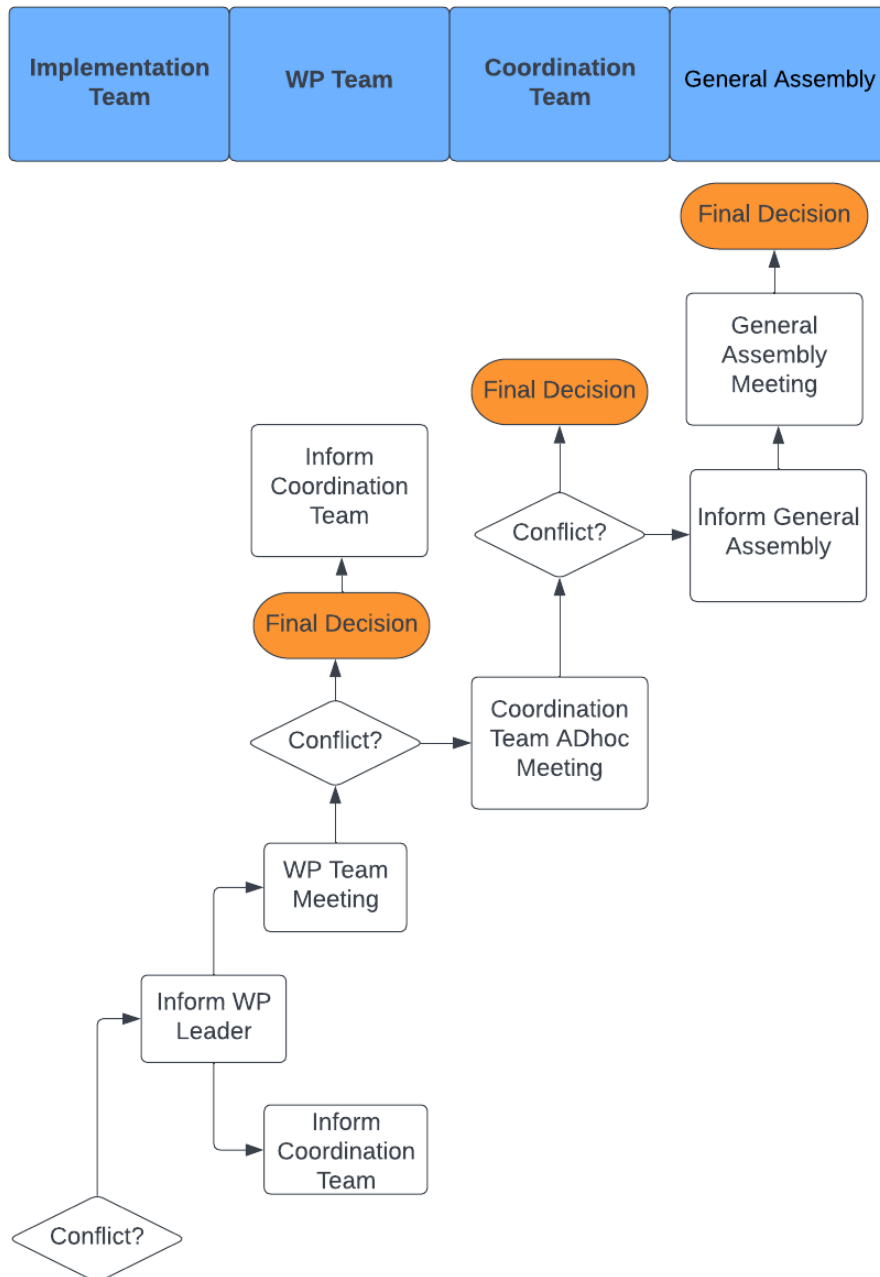 Implementation
Team
WP Team
Coordination
Team
General Assembly
Final Decision
General
Assembly
Meeting
Final Decision
Inform
Coordination
Team
Conflict?
Inform General
Assembly
Final Decision
Conflict?
Coordination
Team ADhoc
Meeting
WP Team
Meeting
Inform WP
Leader
Inform
Coordination
Team
Conflict?